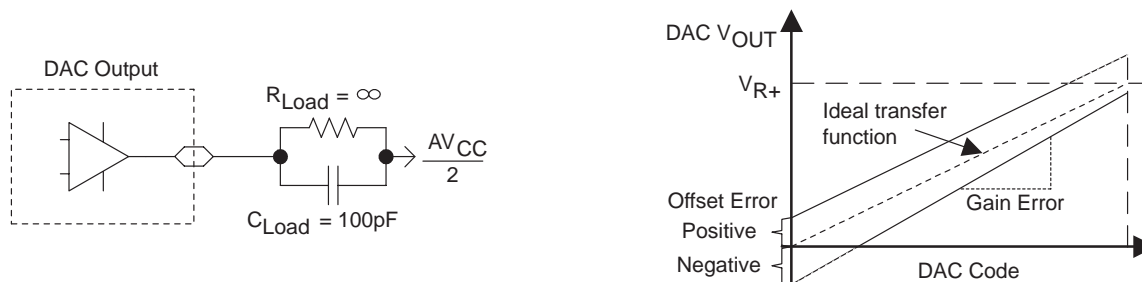 DAC Output
R Load = ∞
C Load = 100pF
AV CC
2
DAC V OUT
V R+
Ideal transfer
function
Offset Error
Positive
Negative
Gain Error
DAC Code